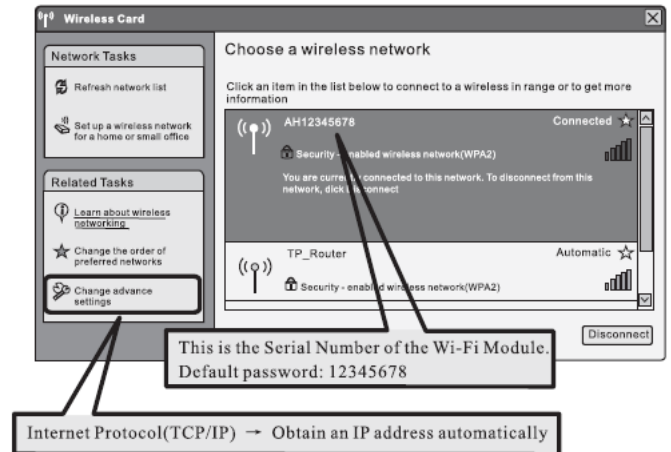 Wireless Card
Choose a wireless network
Network Tasks
Refresh network list
Set up a wireless network
for a home or small office
Related Tasks
Learn about wireless
networking
Change the order of
preferred networks
Change advance
settings
Click an item in the list below to connect to a wireless in range or to get more
information
AH12345678
Connected
Security - enabled wireless network(WPA2)
You are currently connected to this network. To disconnect from this
network, dick Disconnect
TP_Router
Automatic
Security - enabled wireless network(WPA2)
Disconnect
This is the Serial Number of the Wi-Fi Module.
Default password: 12345678
Internet Protocol(TCP/IP) → Obtain an IP address automatically